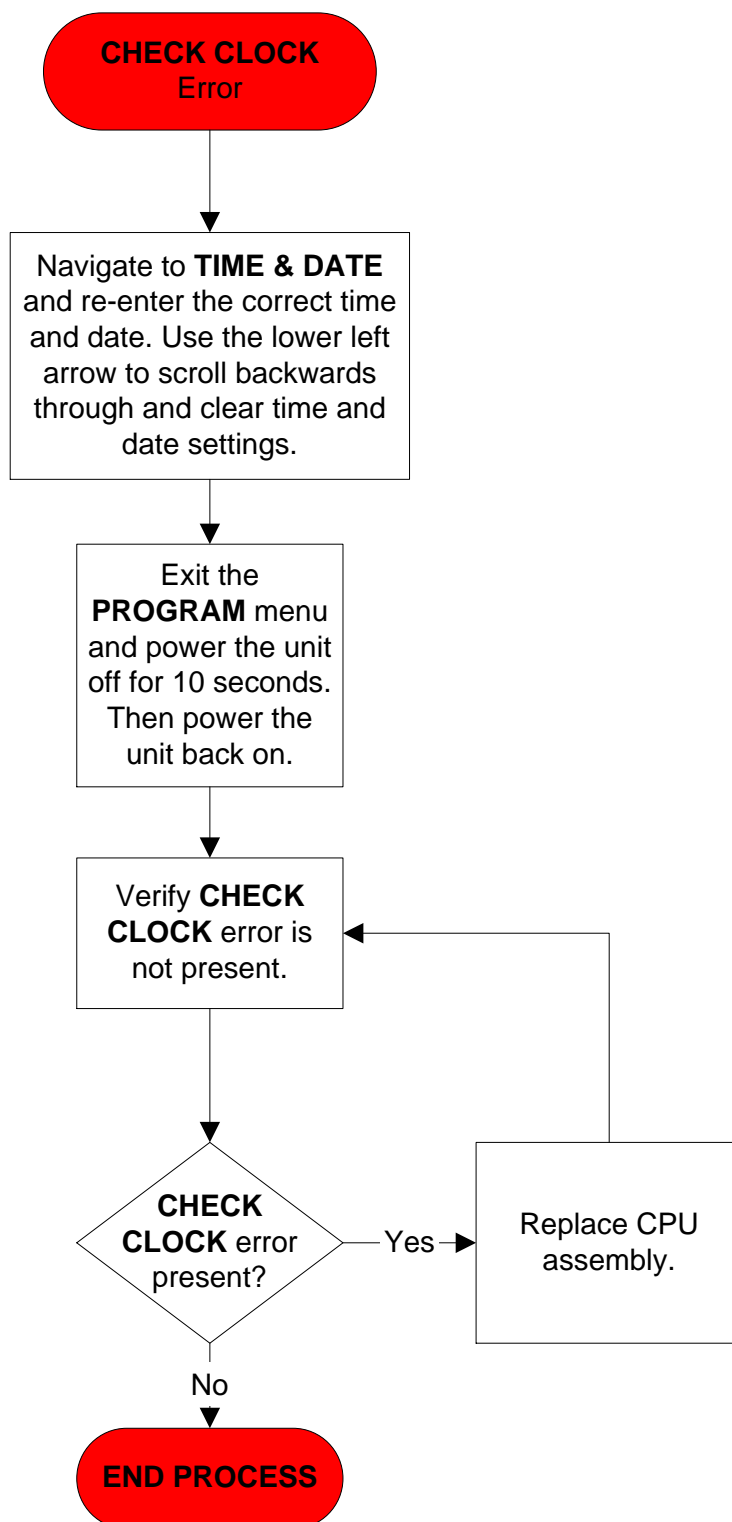 CHECK CLOCK
Error
Navigate to TIME & DATE
and re-enter the correct time
and date. Use the lower left
arrow to scroll backwards
through and clear time and
date settings.
Exit the
PROGRAM menu
and power the unit
off for 10 seconds.
Then power the
unit back on.
Verify CHECK
CLOCK error is
not present.
CHECK
CLOCK error
present?
Yes
Replace CPU
assembly.
No
END PROCESS